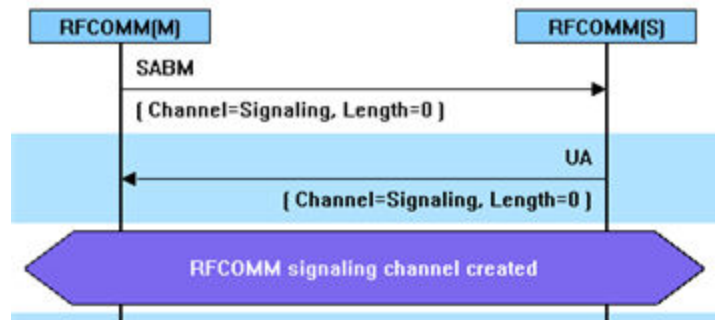 RFCOMM(M) RFCOMM(S)
SABM
( Channel=Signaling, Length=0 )
UA
( Channel=Signaling, Length=0 )
RFCOMM signaling channel created